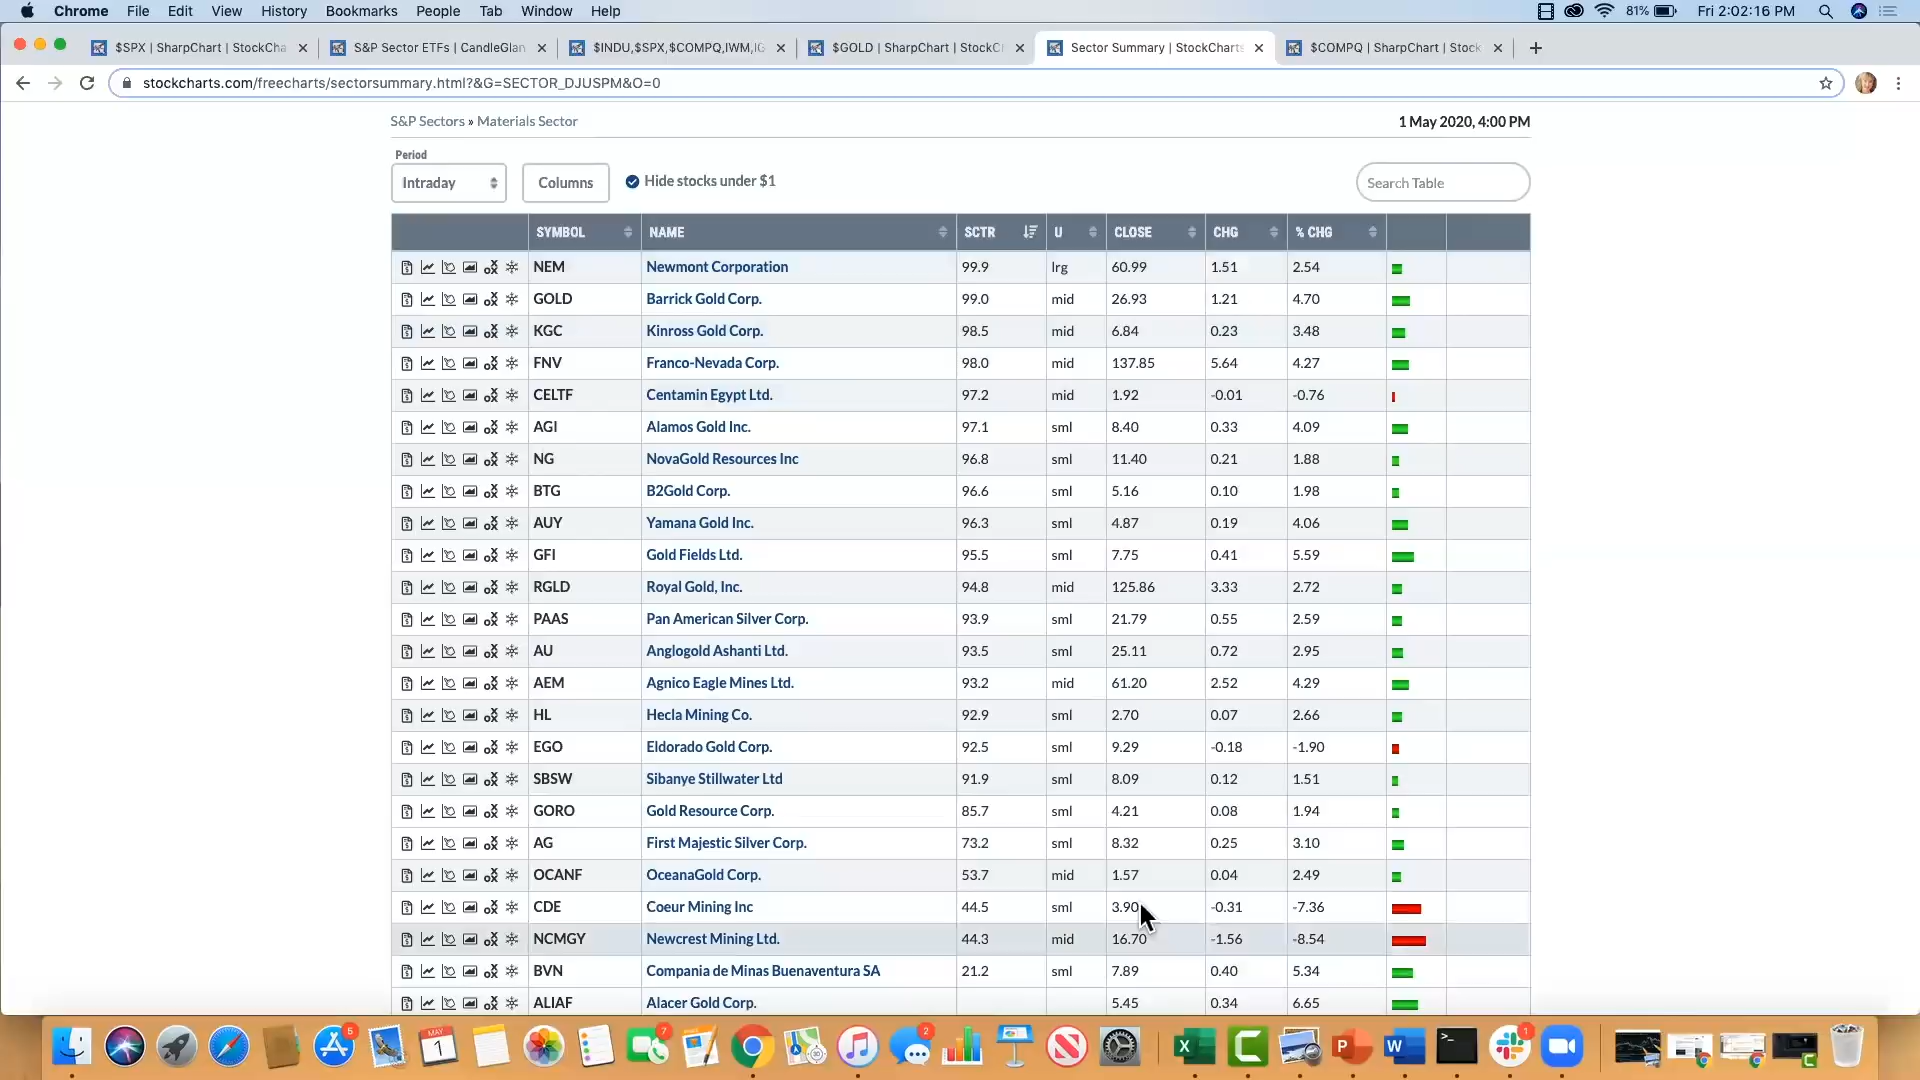 Chrome File Edit View History Bookmarks People Tab Window Help 81% Fri 2:02:16 PM
$SPX | SharpChart | StockCha S&P Sector ETFs | CandleGlan $INDU,$SPX,$COMPQ,IWM,IG $GOLD | SharpChart | StockCh Sector Summary | StockCharts $COMPQ | SharpChart | Stock
stockcharts.com/freecharts/sectorsummary.html?&G=SECTOR_DJUSPM&O=0
S&P Sectors » Materials Sector 1 May 2020, 4:00 PM
Period
Intraday Columns Hide stocks under $1 Search Table
SYMBOL NAME SCTR U CLOSE CHG % CHG
NEM Newmont Corporation 99.9 lrg 60.99 1.51 2.54
GOLD Barrick Gold Corp. 99.0 mid 26.93 1.21 4.70
KGC Kinross Gold Corp. 98.5 mid 6.84 0.23 3.48
FNV Franco-Nevada Corp. 98.0 mid 137.85 5.64 4.27
CELTF Centamin Egypt Ltd. 97.2 mid 1.92 -0.01 -0.76
AGI Alamos Gold Inc. 97.1 sml 8.40 0.33 4.09
NG NovaGold Resources Inc 96.8 sml 11.40 0.21 1.88
BTG B2Gold Corp. 96.6 sml 5.16 0.10 1.98
AUY Yamana Gold Inc. 96.3 sml 4.87 0.19 4.06
GFI Gold Fields Ltd. 95.5 sml 7.75 0.41 5.59
RGLD Royal Gold, Inc. 94.8 mid 125.86 3.33 2.72
PAAS Pan American Silver Corp. 93.9 sml 21.79 0.55 2.59
AU Anglogold Ashanti Ltd. 93.5 sml 25.11 0.72 2.95
AEM Agnico Eagle Mines Ltd. 93.2 mid 61.20 2.52 4.29
HL Hecla Mining Co. 92.9 sml 2.70 0.07 2.66
EGO Eldorado Gold Corp. 92.5 sml 9.29 -0.18 -1.90
SBSW Sibanye Stillwater Ltd 91.9 sml 8.09 0.12 1.51
GORO Gold Resource Corp. 85.7 sml 4.21 0.08 1.94
AG First Majestic Silver Corp. 73.2 sml 8.32 0.25 3.10
OCANF OceanaGold Corp. 53.7 mid 1.57 0.04 2.49
CDE Coeur Mining Inc 44.5 sml 3.90 -0.31 -7.36
NCMGY Newcrest Mining Ltd. 44.3 mid 16.70 -1.56 -8.54
BVN Compania de Minas Buenaventura SA 21.2 sml 7.89 0.40 5.34
ALIAF Alacer Gold Corp. 5.45 0.34 6.65
5 MAY 1 7 2 1
X P W